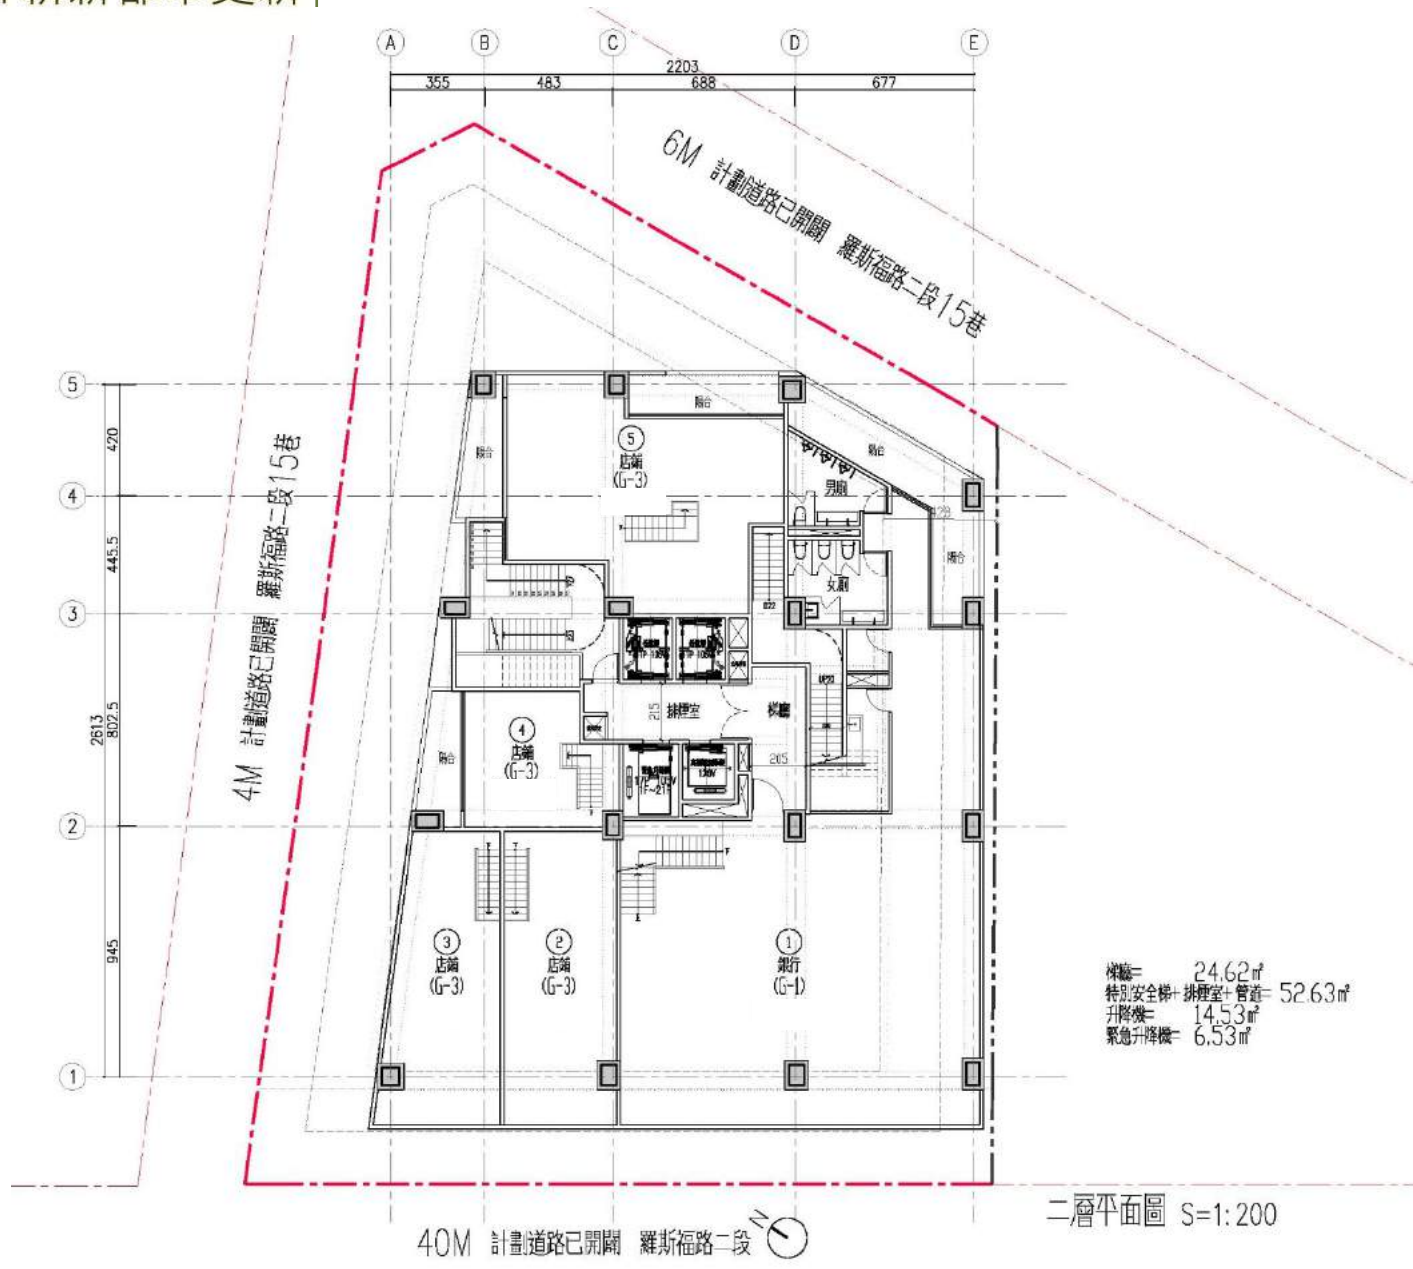 A B C D E
2203
355 483 688 677
6M 計劃道路已開闢 羅斯福路二段15巷
5
4
3
2
1
420
445.5
802.5
945
2613
4M 計劃道路已開闢 羅斯福路二段15巷
陽台
陽台
陽台
陽台
陽台
5
店鋪
(G-3)
男廁
女廁
428
排煙室
梯廳
215
205
4
店鋪
(G-3)
3
店鋪
(G-3)
2
店鋪
(G-3)
1
銀行
(G-1)
梯廳= 24.62㎡
特別安全梯+排煙室+管道= 52.63㎡
升降機= 14.53㎡
緊急升降機= 6.53㎡
二層平面圖 S=1:200
40M 計劃道路已開闢 羅斯福路二段
N